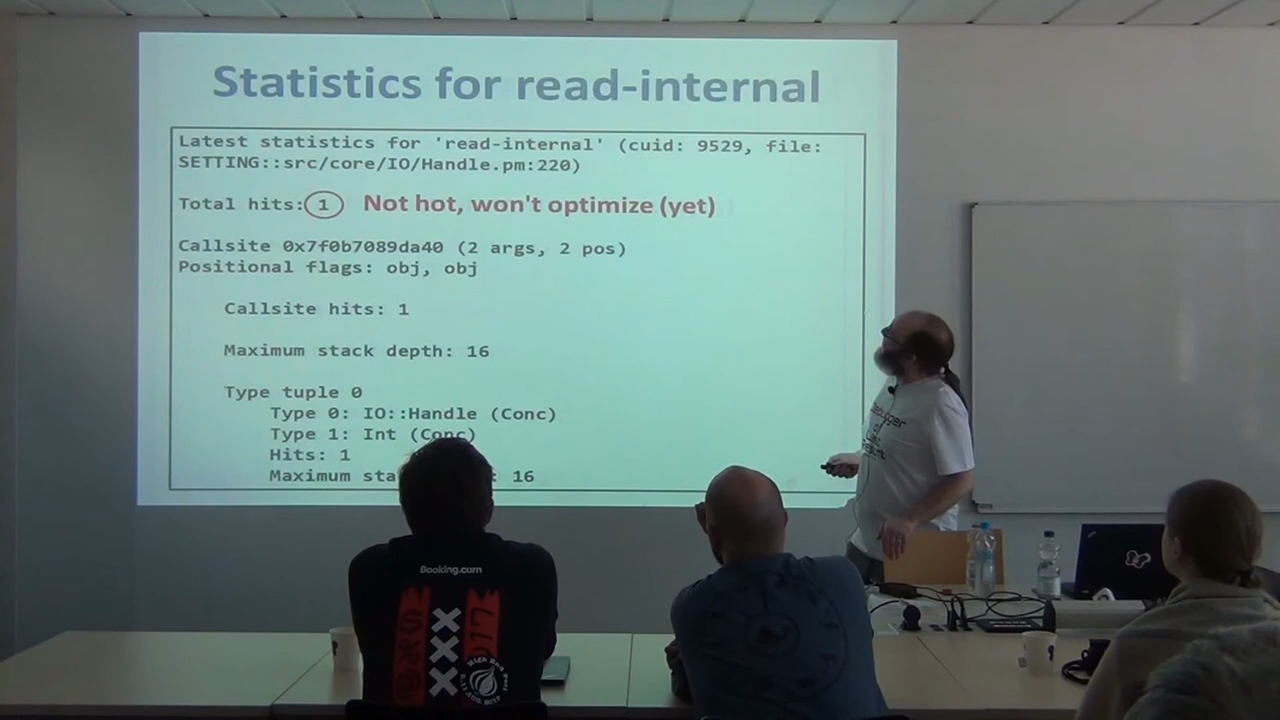 Statistics for read-internal
Latest statistics for 'read-internal' (cuid: 9529, file:
SETTING::src/core/IO/Handle.pm:220)
Total hits: 1 Not hot, won't optimize (yet)
Callsite 0x7f0b7089da40 (2 args, 2 pos)
Positional flags: obj, obj
Callsite hits: 1
Maximum stack depth: 16
Type tuple 0
Type 0: IO::Handle (Conc)
Type 1: Int (Conc)
Hits: 1
Maximum sta : 16
Booking.com
XXX